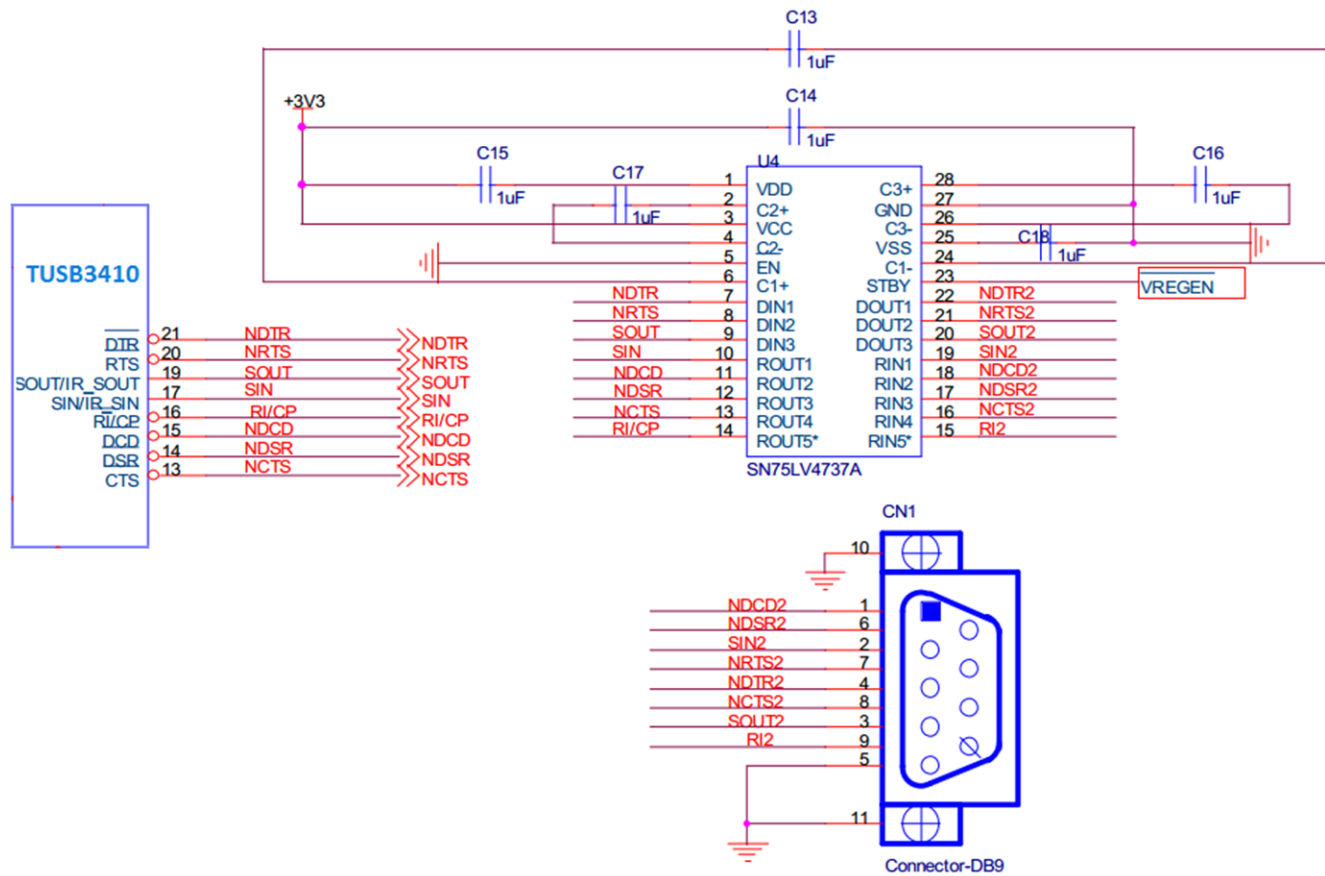 C13
1uF
+3V3
C14
1uF
C15
1uF
C17
1uF
U4
C16
1uF
C18
1uF
1 VDD
2 C2+
3 VCC
4 C2-
5 EN
6 C1+
NDTR 7 DIN1
NRTS 8 DIN2
SOUT 9 DIN3
SIN 10 ROUT1
NDCD 11 ROUT2
NDSR 12 ROUT3
NCTS 13 ROUT4
RI/CP 14 ROUT5*
C3+ 28
GND 27
C3- 26
VSS 25
C1- 24
STBY 23 VREGEN
DOUT1 22 NDTR2
DOUT2 21 NRTS2
DOUT3 20 SOUT2
RIN1 19 SIN2
RIN2 18 NDCD2
RIN3 17 NDSR2
RIN4 16 NCTS2
RIN5* 15 RI2
SN75LV4737A
TUSB3410
DTR 21 NDTR NDTR
RTS 20 NRTS NRTS
SOUT/IR_SOUT 19 SOUT SOUT
SIN/IR_SIN 17 SIN SIN
RI/CP 16 RI/CP RI/CP
DCD 15 NDCD NDCD
DSR 14 NDSR NDSR
CTS 13 NCTS NCTS
CN1
10
NDCD2 1
NDSR2 6
SIN2 2
NRTS2 7
NDTR2 4
NCTS2 8
SOUT2 3
RI2 9
5
11
Connector-DB9